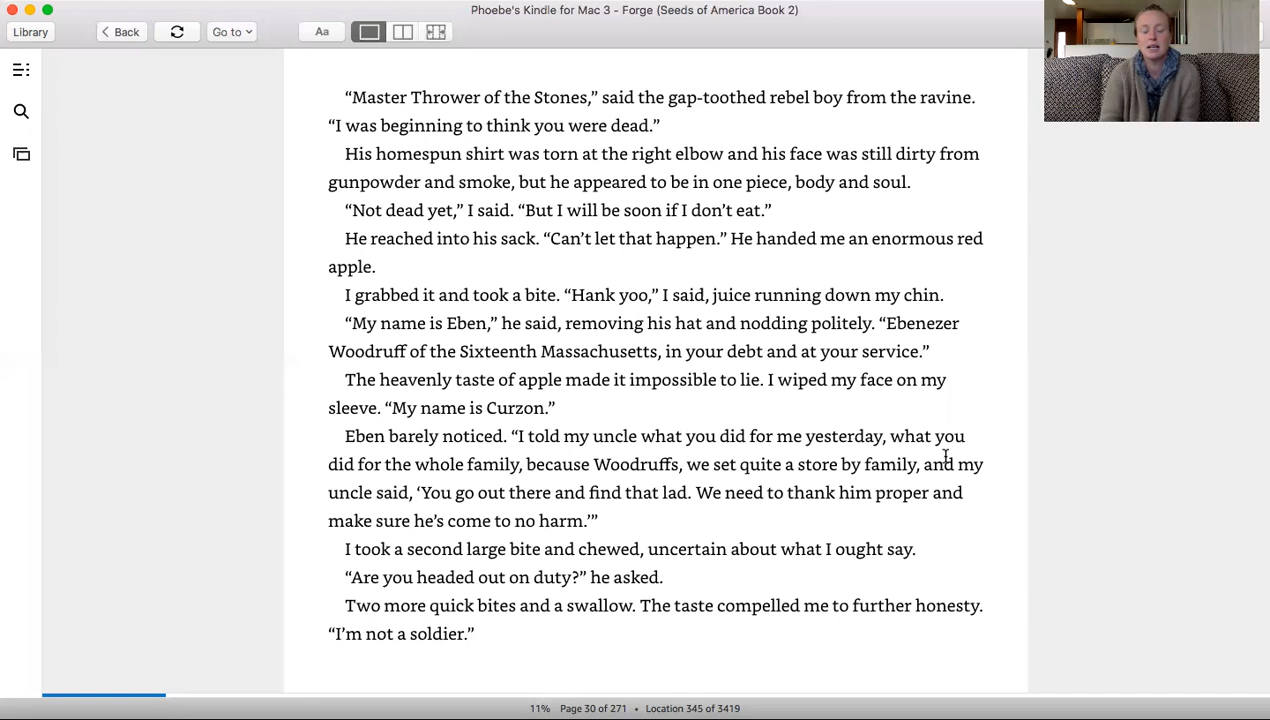 Phoebe's Kindle for Mac 3 - Forge (Seeds of America Book 2)
Library
Back
Go to
Aa
“Master Thrower of the Stones,” said the gap-toothed rebel boy from the ravine.
“I was beginning to think you were dead.”
His homespun shirt was torn at the right elbow and his face was still dirty from
gunpowder and smoke, but he appeared to be in one piece, body and soul.
“Not dead yet,” I said. “But I will be soon if I don’t eat.”
He reached into his sack. “Can’t let that happen.” He handed me an enormous red
apple.
I grabbed it and took a bite. “Hank yoo,” I said, juice running down my chin.
“My name is Eben,” he said, removing his hat and nodding politely. “Ebenezer
Woodruff of the Sixteenth Massachusetts, in your debt and at your service.”
The heavenly taste of apple made it impossible to lie. I wiped my face on my
sleeve. “My name is Curzon.”
Eben barely noticed. “I told my uncle what you did for me yesterday, what you
did for the whole family, because Woodruffs, we set quite a store by family, and my
uncle said, ‘You go out there and find that lad. We need to thank him proper and
make sure he’s come to no harm.’”
I took a second large bite and chewed, uncertain about what I ought say.
“Are you headed out on duty?” he asked.
Two more quick bites and a swallow. The taste compelled me to further honesty.
“I’m not a soldier.”
11% Page 30 of 271 • Location 345 of 3419